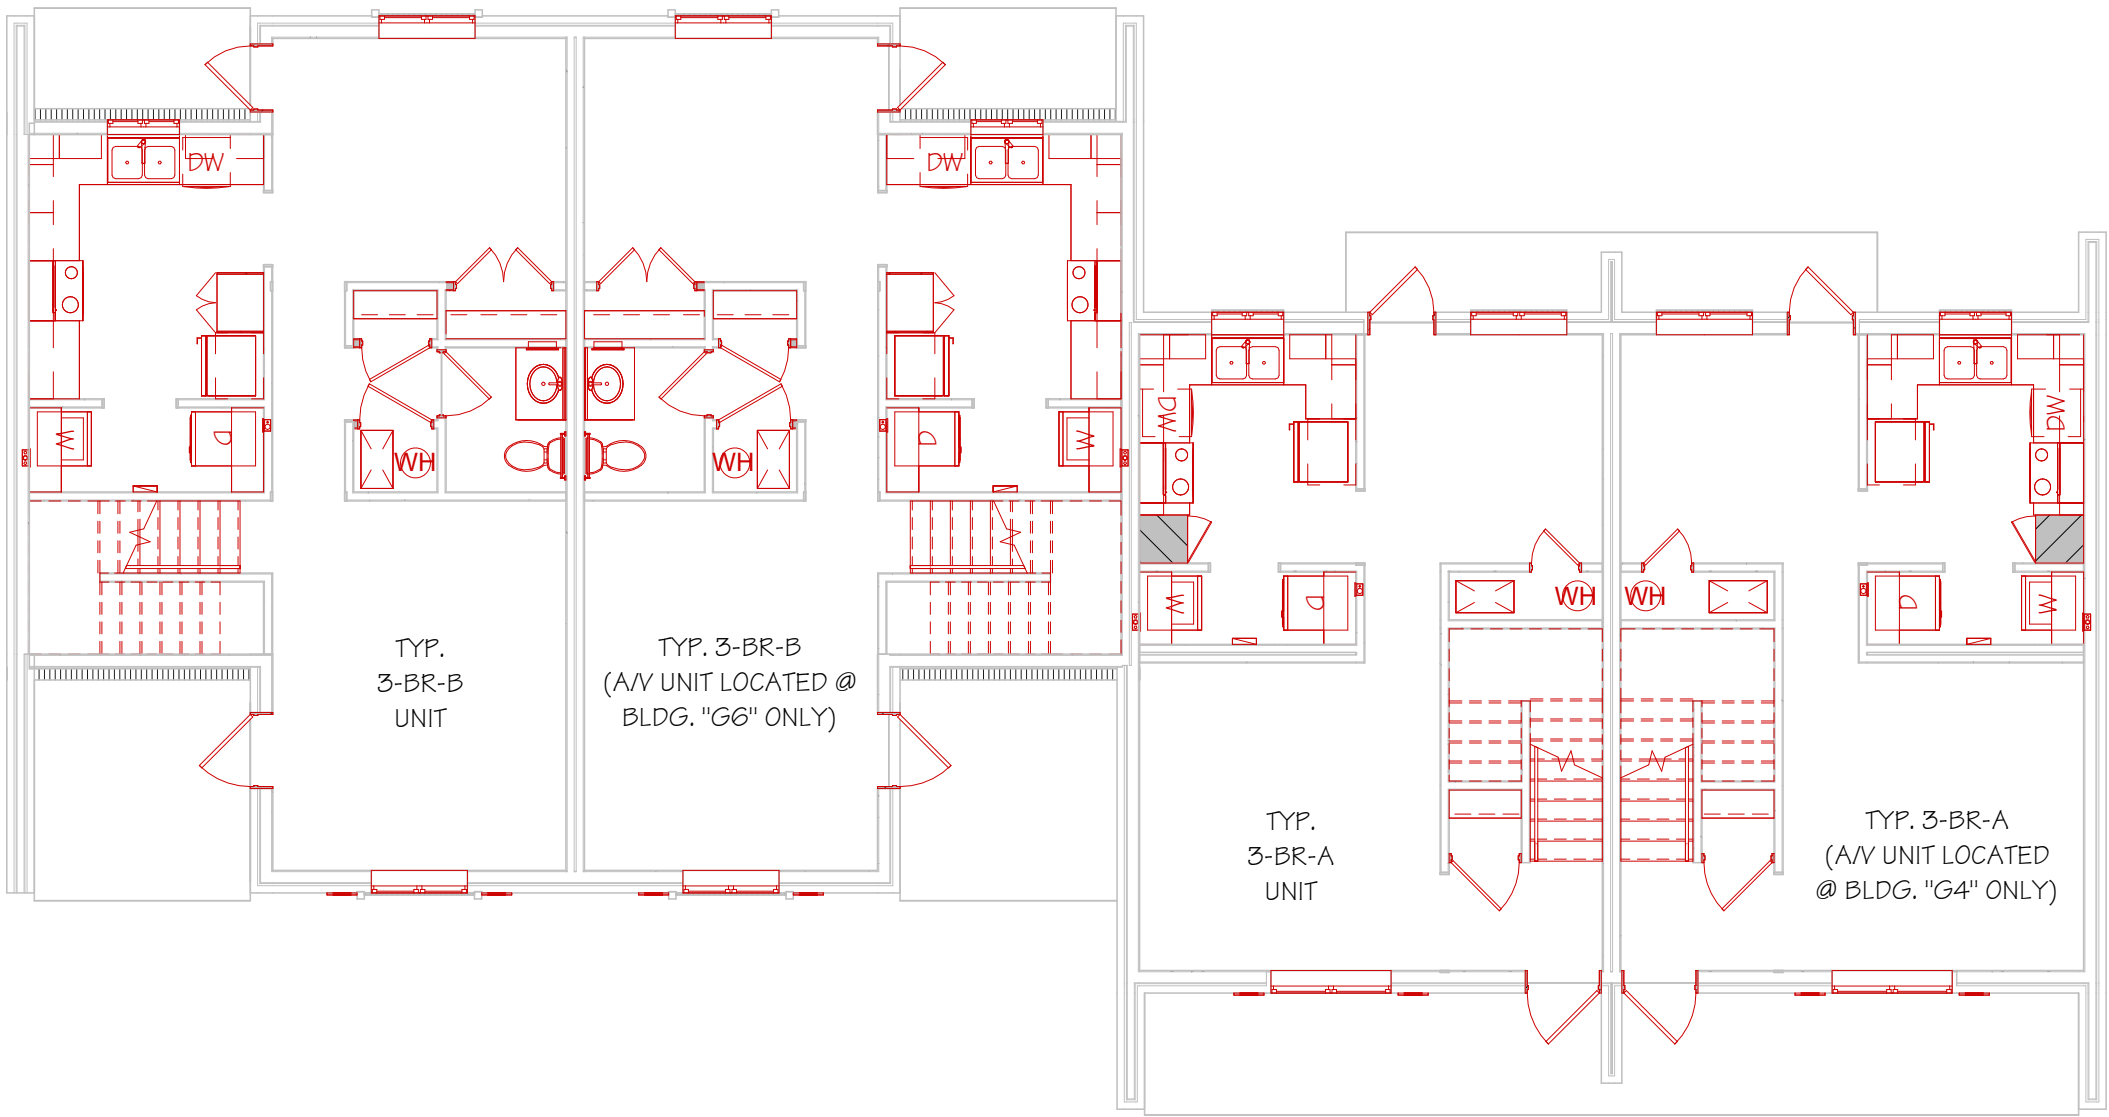 DW
DW
W
D
WH
WH
D
W
DW
DW
W
D
WH
WH
D
W
TYP.
3-BR-B
UNIT
TYP. 3-BR-B
(A/V UNIT LOCATED @
BLDG. "G6" ONLY)
TYP.
3-BR-A
UNIT
TYP. 3-BR-A
(A/V UNIT LOCATED
@ BLDG. "G4" ONLY)